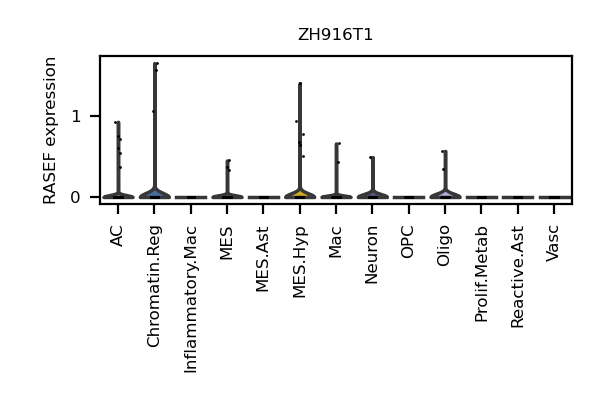 ZH916T1
RASEF expression
1
0
AC
Chromatin.Reg
Inflammatory.Mac
MES
MES.Ast
MES.Hyp
Mac
Neuron
OPC
Oligo
Prolif.Metab
Reactive.Ast
Vasc